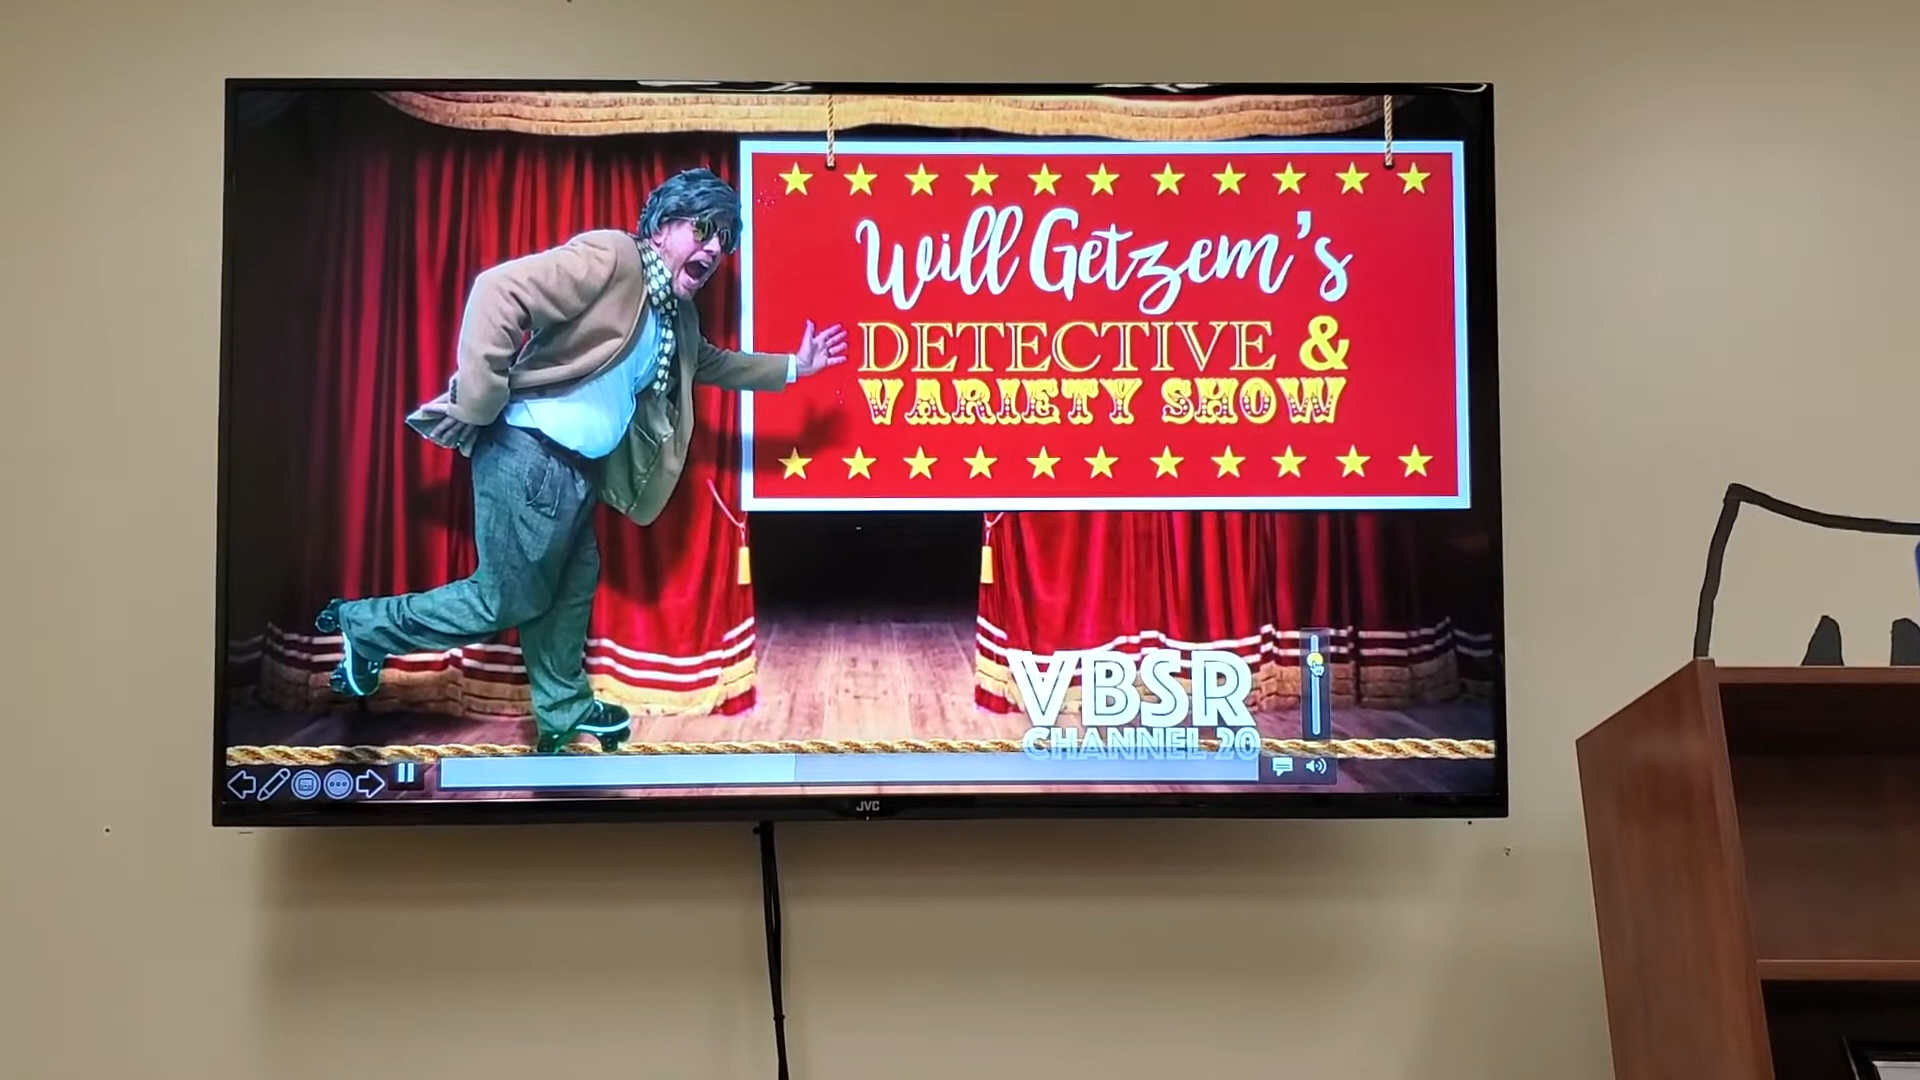 Will Getzem's
DETECTIVE &
VARIETY SHOW
VBSR
CHANNEL 20
JVC